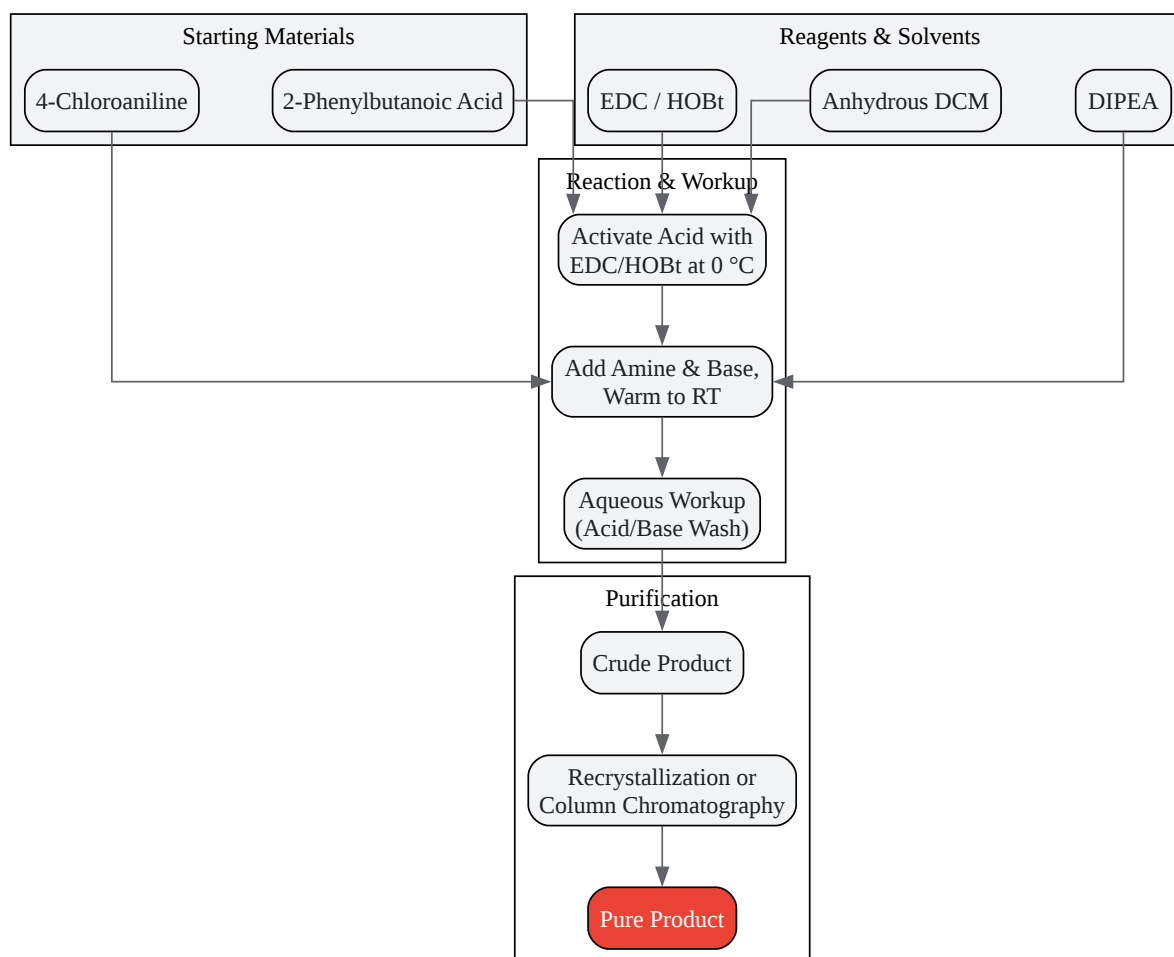 Starting Materials
Reagents & Solvents
4-Chloroaniline
2-Phenylbutanoic Acid
EDC / HOBt
Anhydrous DCM
DIPEA
Reaction & Workup
Activate Acid with
EDC/HOBt at 0 °C
Add Amine & Base,
Warm to RT
Aqueous Workup
(Acid/Base Wash)
Purification
Crude Product
Recrystallization or
Column Chromatography
Pure Product